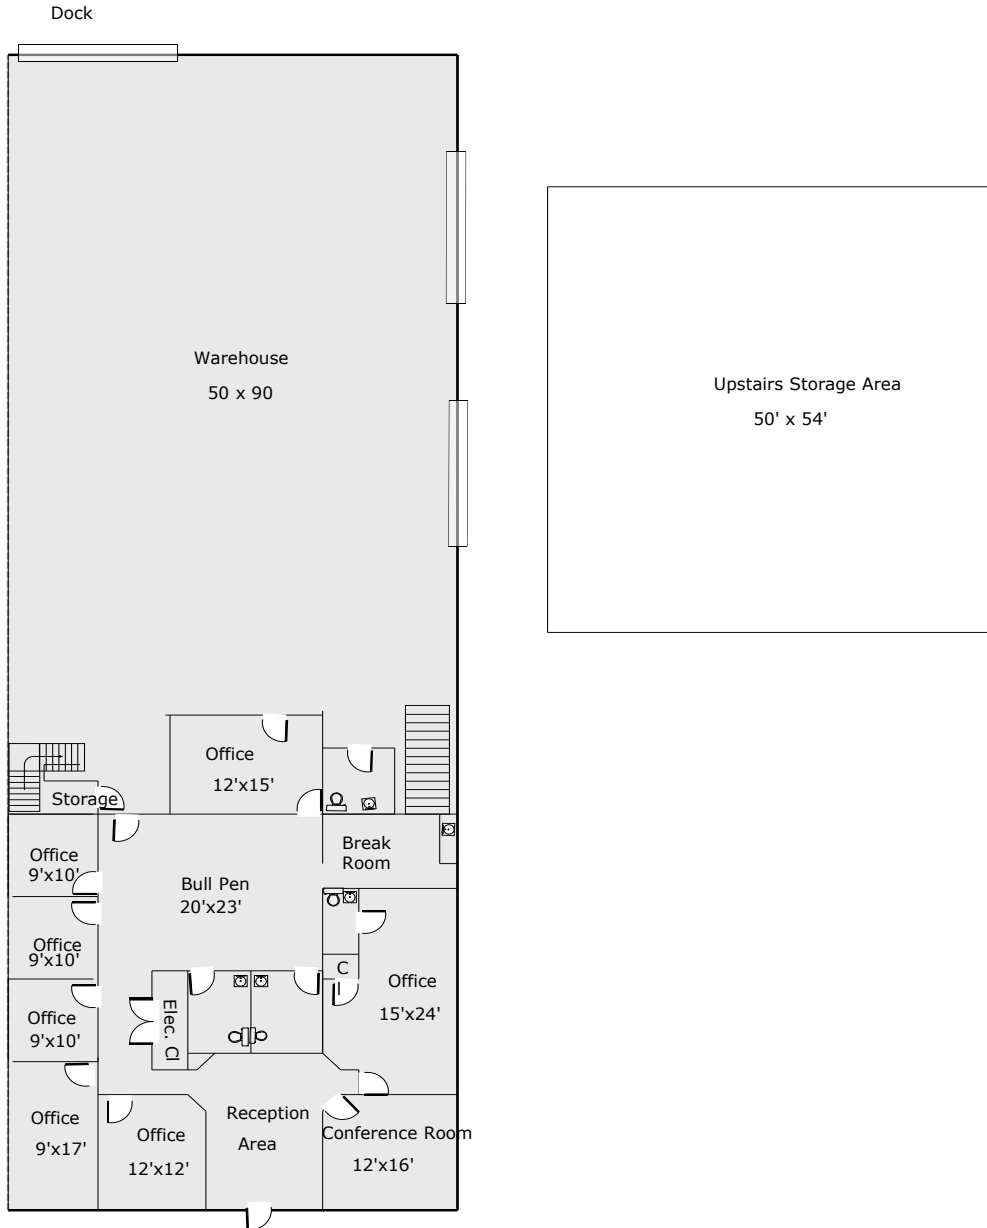 Dock
Warehouse
50 x 90
Upstairs Storage Area
50' x 54'
Office
12'x15'
Storage
Break
Room
Office
9'x10'
Bull Pen
20'x23'
Office
9'x10'
C
l
Office
15'x24'
Office
9'x10'
Elec. Cl
Office
9'x17'
Office
12'x12'
Reception
Area
Conference Room
12'x16'